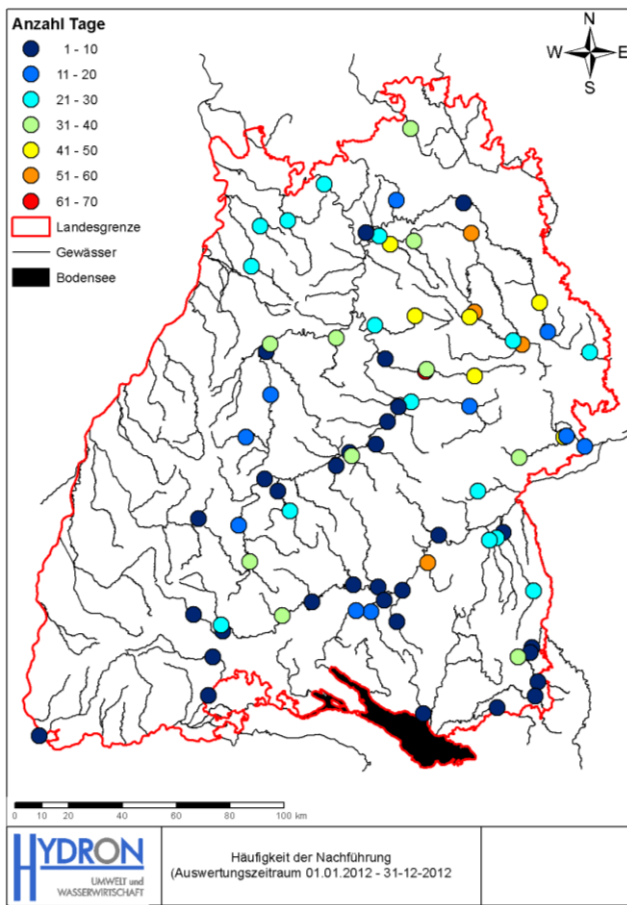 Anzahl Tage
1 - 10
11 - 20
21 - 30
31 - 40
41 - 50
51 - 60
61 - 70
Landesgrenze
Gewässer
Bodensee
N
W E
S
0 10 20 40 60 80 100 km
HYDRON
UMWELT und
WASSERWIRTSCHAFT
Häufigkeit der Nachführung
(Auswertungszeitraum 01.01.2012 - 31-12-2012